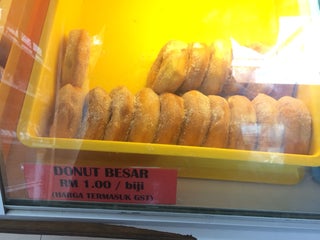 DONUT BESAR
RM 1.00 / biji
(HARGA TERMASUK GST)